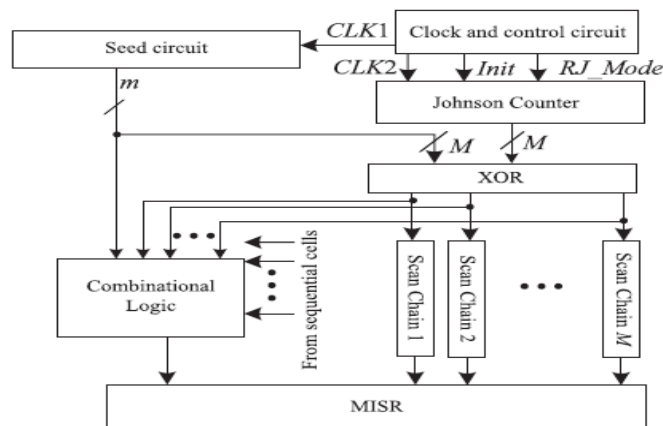 Seed circuit
CLK1
Clock and control circuit
CLK2
Init
RJ_Mode
m
Johnson Counter
M
M
XOR
Combinational
Logic
From sequential cells
Scan Chain 1
Scan Chain 2
Scan Chain M
MISR